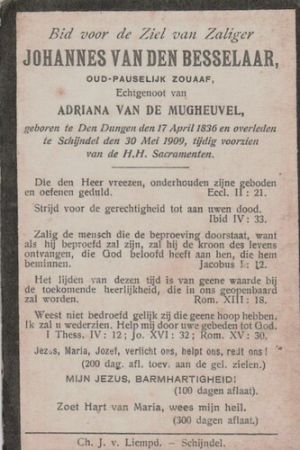 Bid voor de Ziel van Zaliger
JOHANNES VAN DEN BESSELAAR,
OUD-PAUSELIJK ZOUAAF,
Echtgenoot van
ADRIANA VAN DE MUGHEUVEL,
geboren te Den Dungen den 17 April 1836 en overleden
te Schijndel den 30 Mei 1909, tijdig voorzien
van de H.H. Sacramenten.
Die den Heer vreezen, onderhouden zijne geboden
en oefenen geduld. Eccl II : 21.
Strijd voor de gerechtigheid tot aan uwen dood.
Ibid IV : 33.
Zalig de mensch die de beproeving doorstaat, want
als hij beproefd zal zijn, zal hij de kroon des levens
ontvangen, die God beloofd heeft aan hen, die hem
beminnen. Jacobus I : 12.
Het lijden van dezen tijd is van geene waarde bij
de toekomende heerlijkheid, die in ons geopenbaard
zal worden. Rom. XIII : 18.
Weest niet bedroefd gelijk zij die geene hoop hebben,
Ik zal u wederzien. Help mij door uwe gebeden tot God.
I Thess. IV : 12; Jo. XVI : 32; Rom. XV : 30.
Jezus, Maria, Jozef, verlicht ons, helpt ons, redt ons!
(200 dag. afl. toev. aan de gel. zielen.)
MIJN JEZUS, BARMHARTIGHEID!
(100 dagen aflaat).
Zoet Hart van Maria, wees mijn heil.
(300 dagen aflaat.)
Ch. J. v. Liempd. – Schijndel.